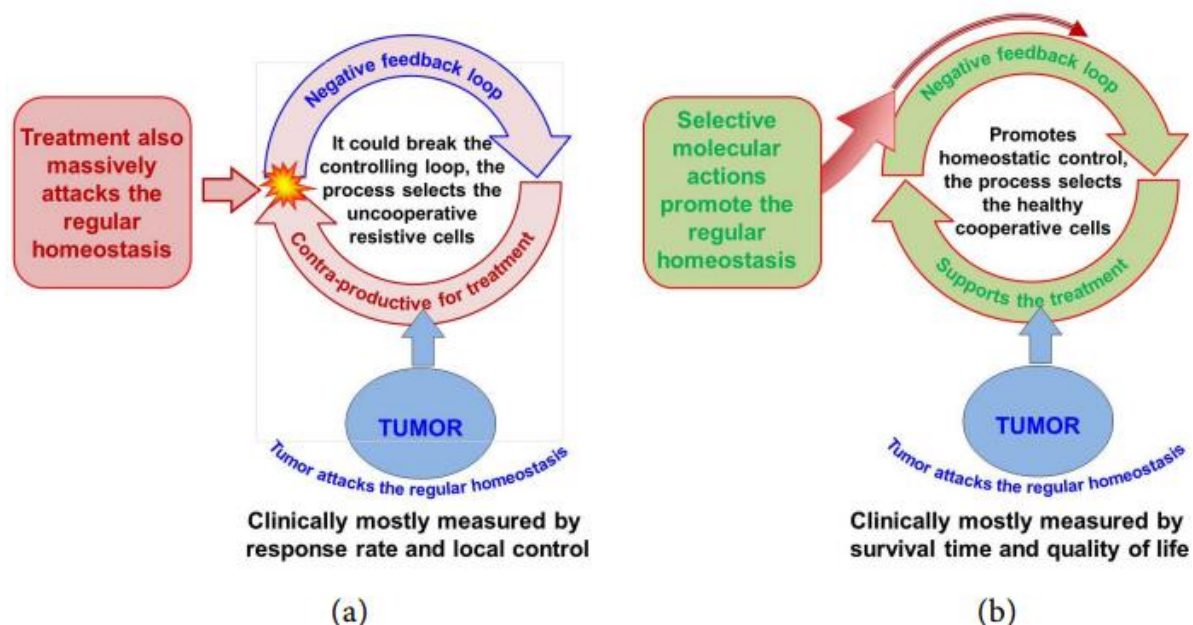 Treatment also
massively
attacks the
regular
homeostasis
Negative feedback loop
It could break the
controlling loop, the
process selects the
uncooperative
resistive cells
Contra-productive for treatment
TUMOR
Tumor attacks the regular homeostasis
Clinically mostly measured by
response rate and local control
(a)
Selective
molecular
actions
promote the
regular
homeostasis
Negative feedback loop
Promotes
homeostatic control,
the process selects
the healthy
cooperative cells
Supports the treatment
TUMOR
Tumor attacks the regular homeostasis
Clinically mostly measured by
survival time and quality of life
(b)